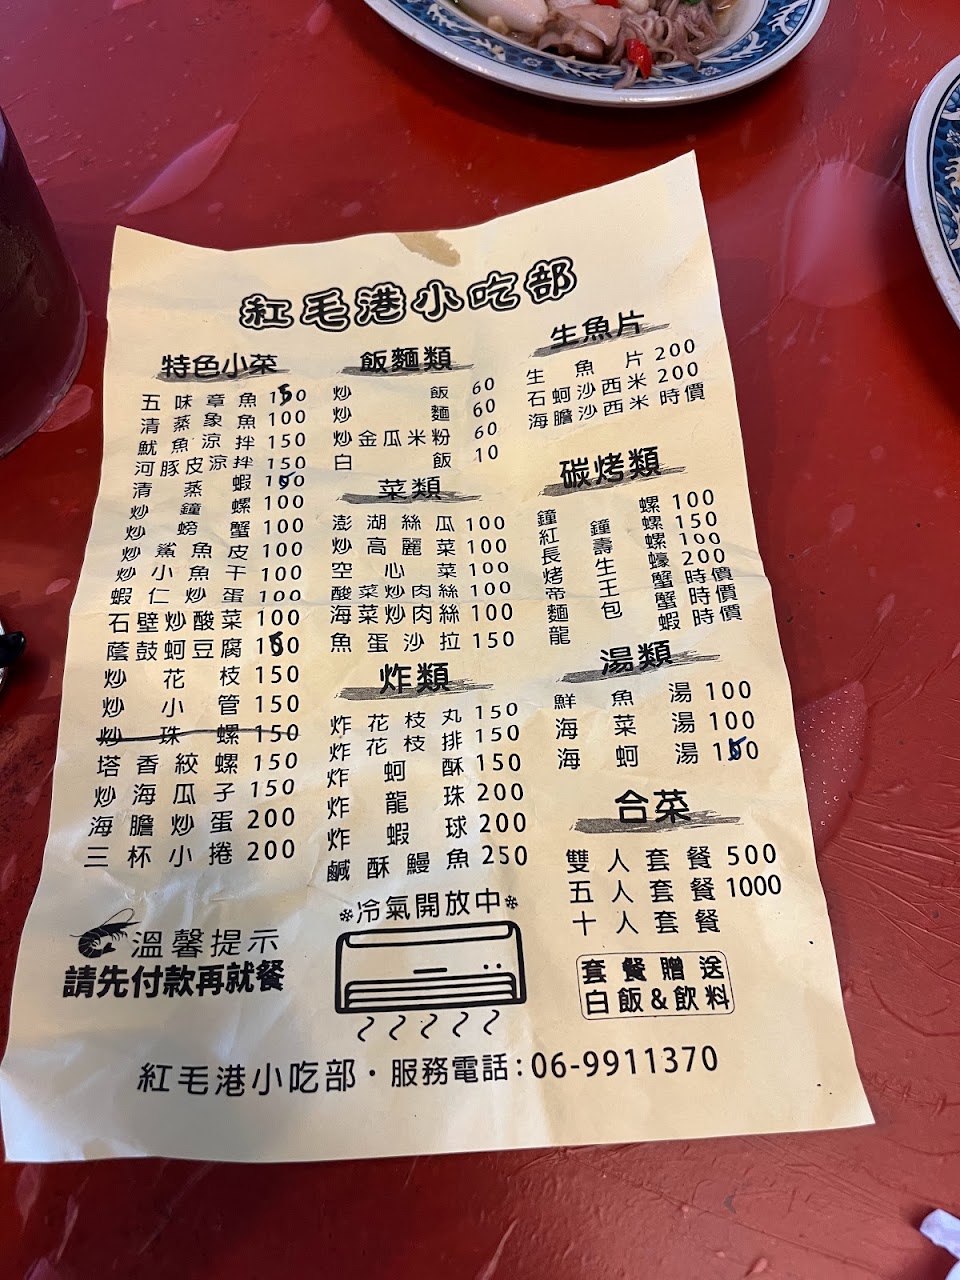 紅毛港小吃部
特色小菜
五味章魚 150
清蒸象魚 100
魷魚涼拌 150
河豚皮涼拌 150
清蒸蝦 150
炒鐘螺 100
炒螃蟹 100
炒鯊魚皮 100
炒小魚干 100
蝦仁炒蛋 100
石壁炒酸菜 100
蔭鼓蚵豆腐 150
炒花枝 150
炒小管 150
炒珠螺 150
塔香絞螺 150
炒海瓜子 150
海膽炒蛋 200
三杯小捲 200
飯麵類
炒飯 60
炒麵 60
炒金瓜米粉 60
白飯 10
菜類
澎湖絲瓜 100
炒高麗菜 100
空心菜 100
酸菜炒肉絲 100
海菜炒肉絲 100
魚蛋沙拉 150
炸類
炸花枝丸 150
炸花枝排 150
炸蚵酥 150
炸龍珠 200
炸蝦球 200
鹹酥鰻魚 250
生魚片
生魚片 200
石蚵沙西米 200
海膽沙西米 時價
碳烤類
鐘螺 100
紅鐘螺 150
長壽螺 100
烤生蠔 200
帝王蟹 時價
麵包蟹 時價
龍蝦 時價
湯類
鮮魚湯 100
海菜湯 100
海蚵湯 150
合菜
雙人套餐 500
五人套餐 1000
十人套餐
套餐贈送
白飯&飲料
溫馨提示
請先付款再就餐
*冷氣開放中*
紅毛港小吃部・服務電話:06-9911370